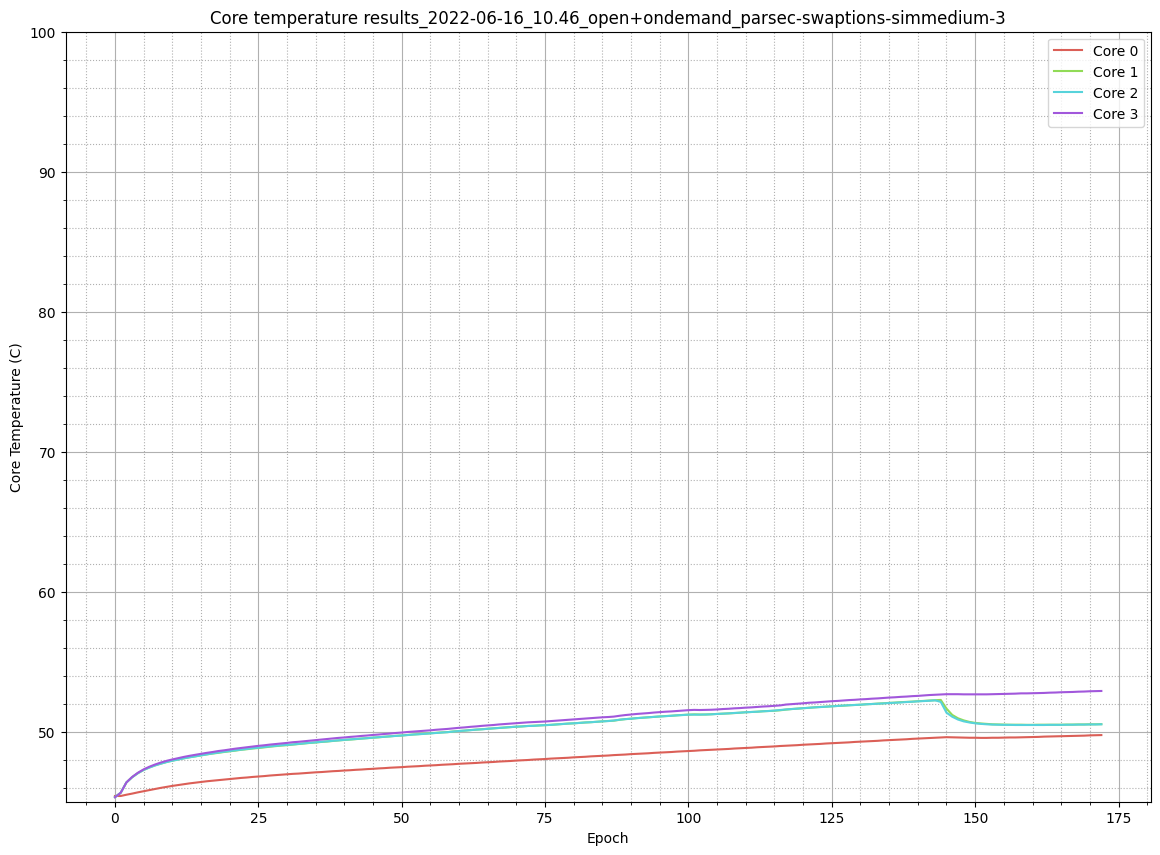 Core temperature results_2022-06-16_10.46_open+ondemand_parsec-swaptions-simmedium-3
Core 0
Core 1
Core 2
Core 3
Core Temperature (C)
100
90
80
70
60
50
0 25 50 75 100 125 150 175
Epoch